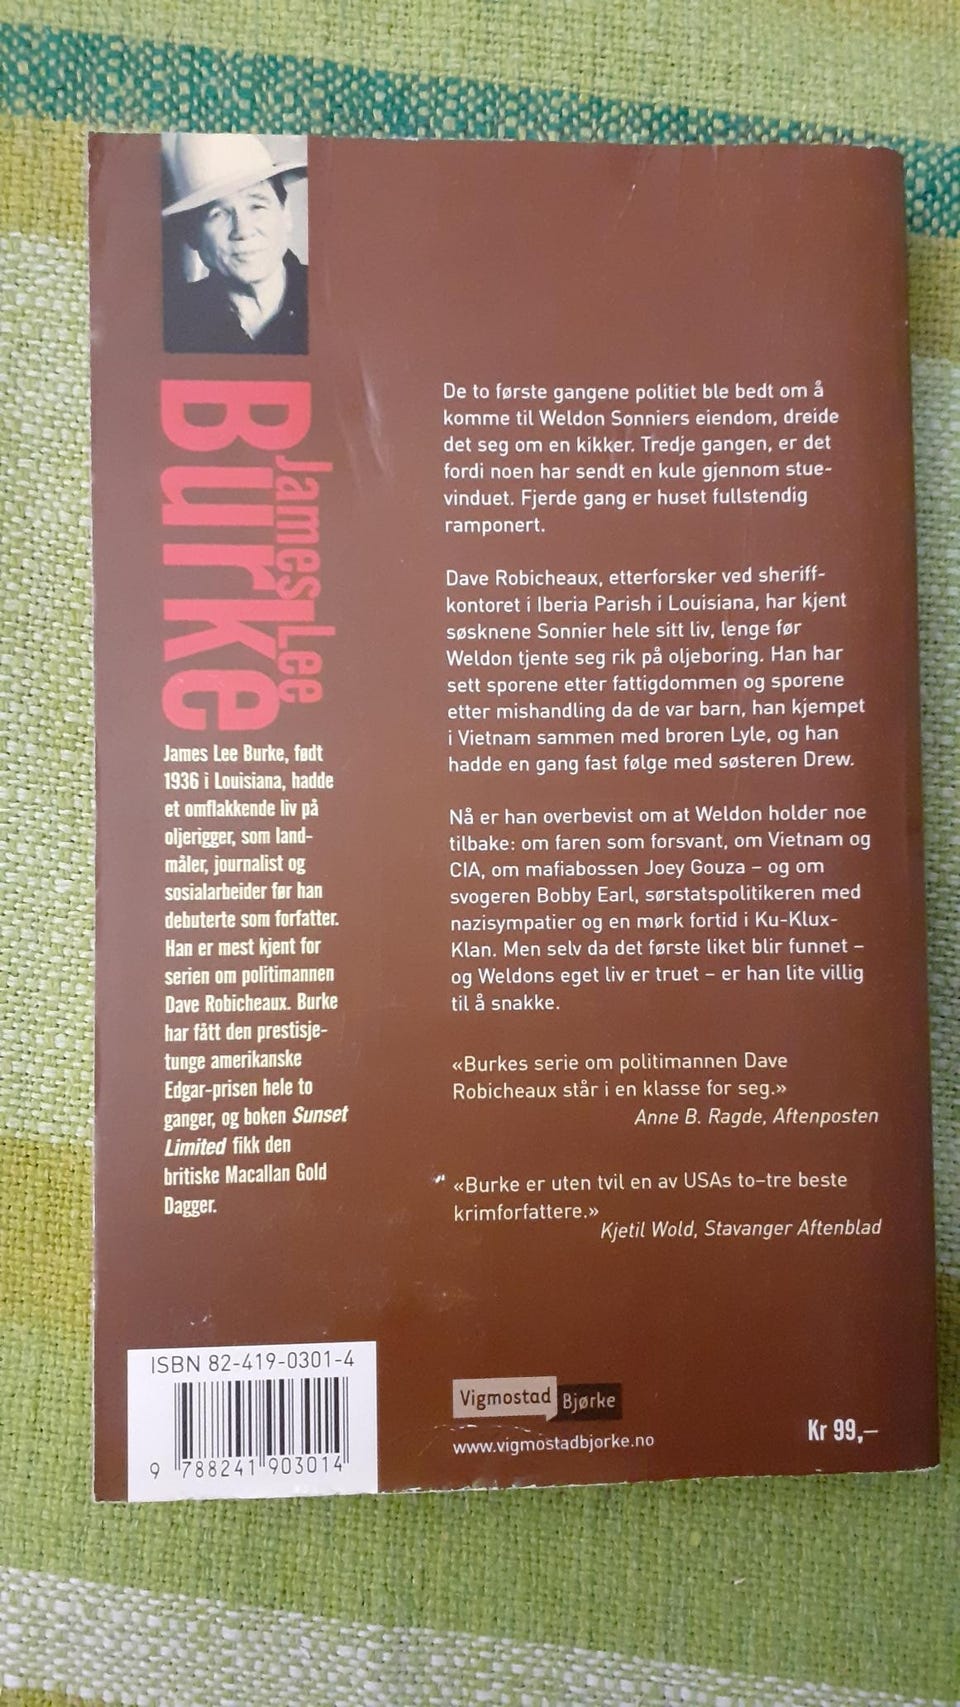 James Lee
Burke
James Lee Burke, født
1936 i Louisiana, hadde
et omflakkende liv på
oljerigger, som land-
måler, journalist og
sosialarbeider før han
debuterte som forfatter.
Han er mest kjent for
serien om politimannen
Dave Robicheaux. Burke
har fått den prestisje-
tunge amerikanske
Edgar-prisen hele to
ganger, og boken Sunset
Limited fikk den
britiske Macallan Gold
Dagger.
De to første gangene politiet ble bedt om å
komme til Weldon Sonniers eiendom, dreide
det seg om en kikker. Tredje gangen, er det
fordi noen har sendt en kule gjennom stue-
vinduet. Fjerde gang er huset fullstendig
ramponert.
Dave Robicheaux, etterforsker ved sheriff-
kontoret i Iberia Parish i Louisiana, har kjent
søsknene Sonnier hele sitt liv, lenge før
Weldon tjente seg rik på oljeboring. Han har
sett sporene etter fattigdommen og sporene
etter mishandling da de var barn, han kjempet
i Vietnam sammen med broren Lyle, og han
hadde en gang fast følge med søsteren Drew.
Nå er han overbevist om at Weldon holder noe
tilbake: om faren som forsvant, om Vietnam og
CIA, om mafiabossen Joey Gouza – og om
svogeren Bobby Earl, sørstatspolitikeren med
nazisympatier og en mørk fortid i Ku-Klux-
Klan. Men selv da det første liket blir funnet –
og Weldons eget liv er truet – er han lite villig
til å snakke.
«Burkes serie om politimannen Dave
Robicheaux står i en klasse for seg.»
Anne B. Ragde, Aftenposten
«Burke er uten tvil en av USAs to–tre beste
krimforfattere.»
Kjetil Wold, Stavanger Aftenblad
ISBN 82-419-0301-4
9 788241 903014
Vigmostad Bjørke
www.vigmostadbjorke.no
Kr 99,–